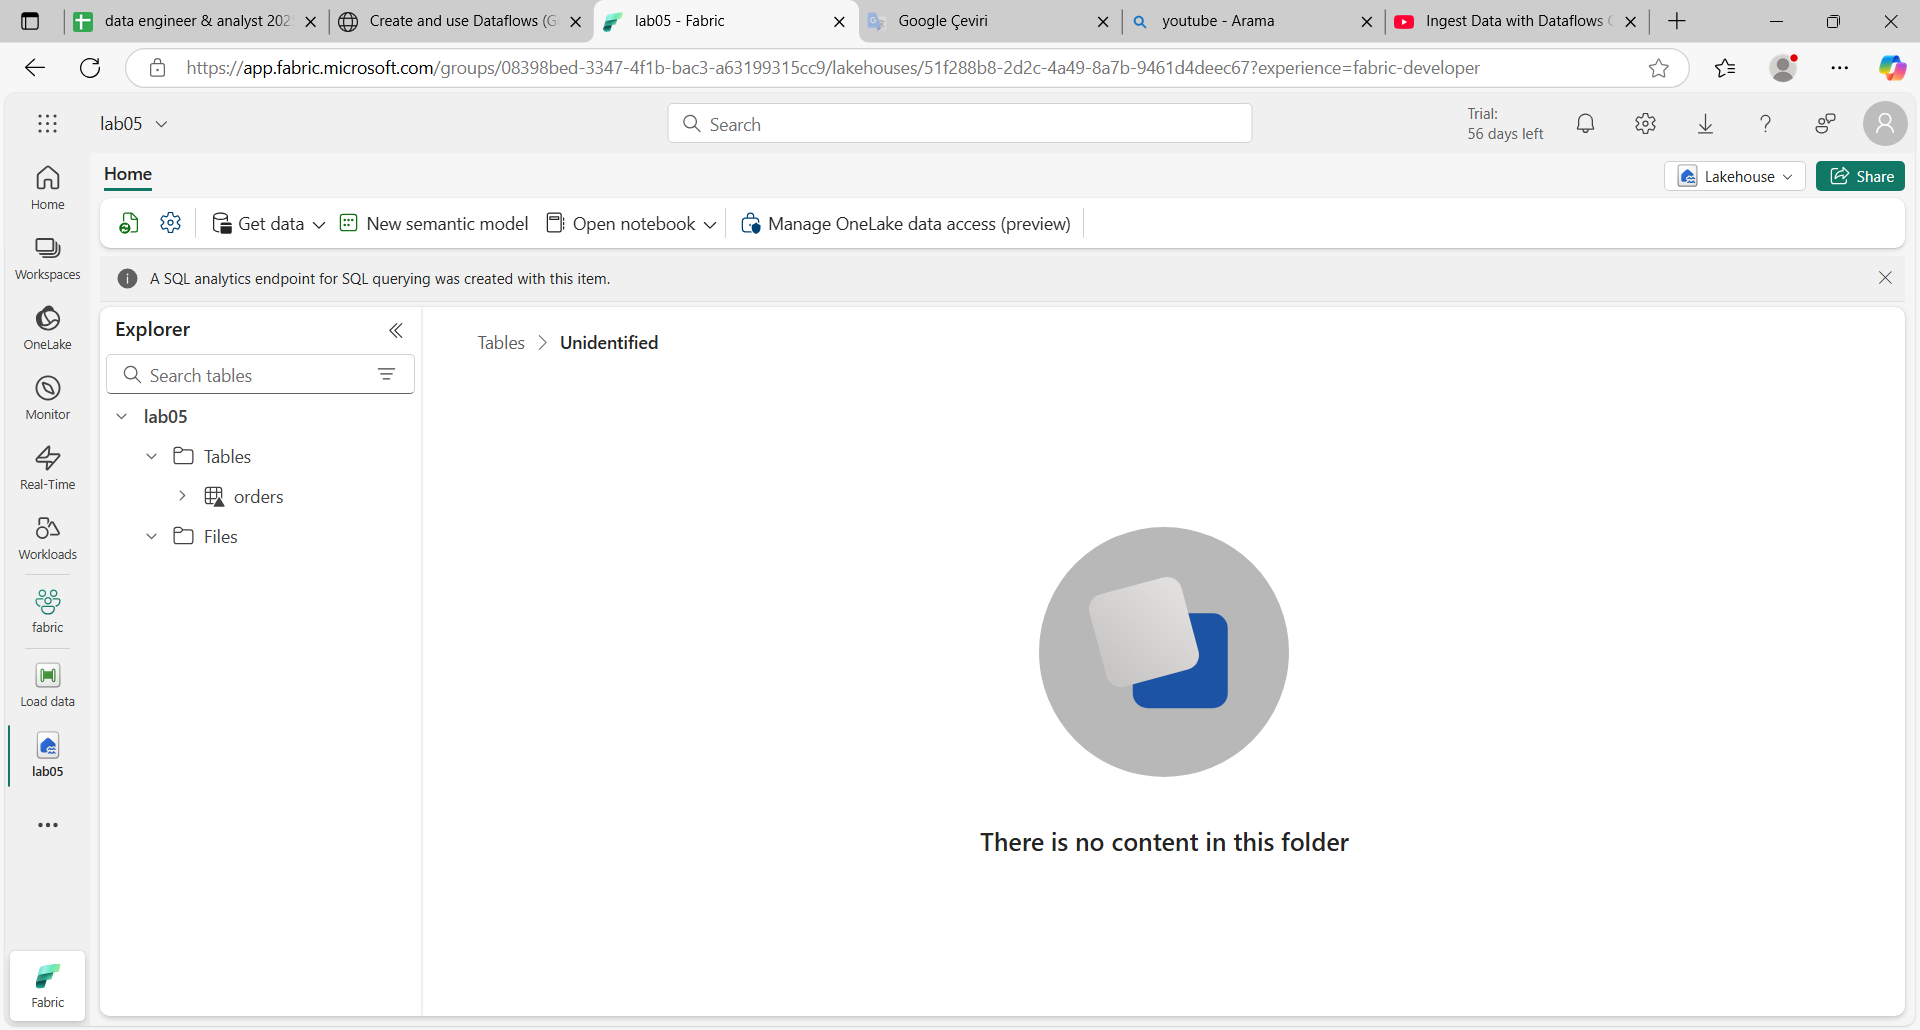 data engineer & analyst 202
Create and use Dataflows (G
lab05 - Fabric
Google Çeviri
youtube - Arama
Ingest Data with Dataflows
https://app.fabric.microsoft.com/groups/08398bed-3347-4f1b-bac3-a63199315cc9/lakehouses/51f288b8-2d2c-4a49-8a7b-9461d4deec67?experience=fabric-developer
lab05
Search
Trial:
56 days left
Home
Lakehouse
Share
Get data
New semantic model
Open notebook
Manage OneLake data access (preview)
A SQL analytics endpoint for SQL querying was created with this item.
Home
Workspaces
OneLake
Monitor
Real-Time
Workloads
fabric
Load data
lab05
Fabric
Explorer
Search tables
lab05
Tables
orders
Files
Tables > Unidentified
There is no content in this folder